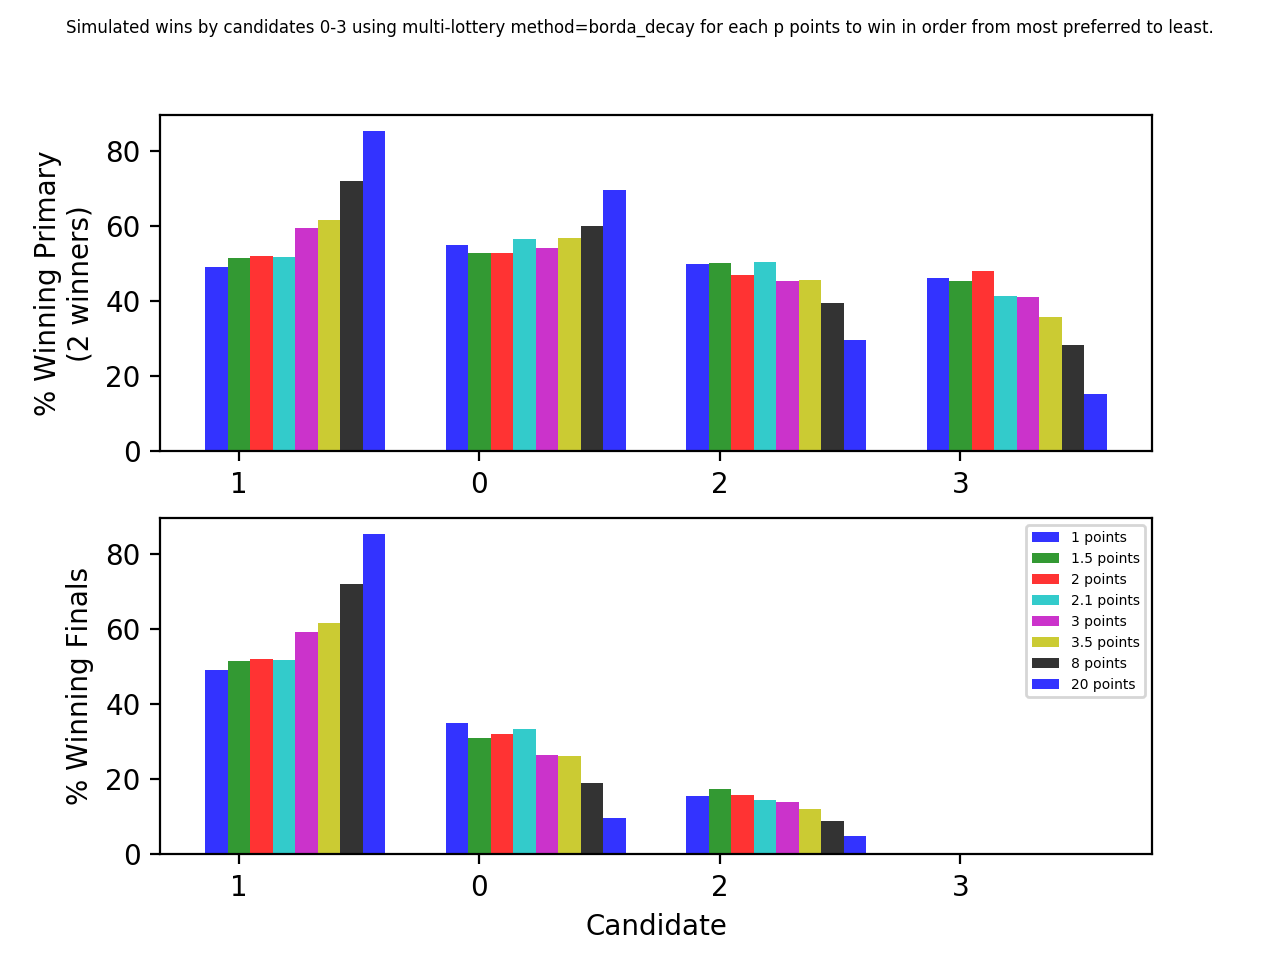 Simulated wins by candidates 0-3 using multi-lottery method=borda_decay for each p points to win in order from most preferred to least.
% Winning Primary
(2 winners)
80
60
40
20
0
1 0 2 3
% Winning Finals
80
60
40
20
0
1 points
1.5 points
2 points
2.1 points
3 points
3.5 points
8 points
20 points
1 0 2 3
Candidate